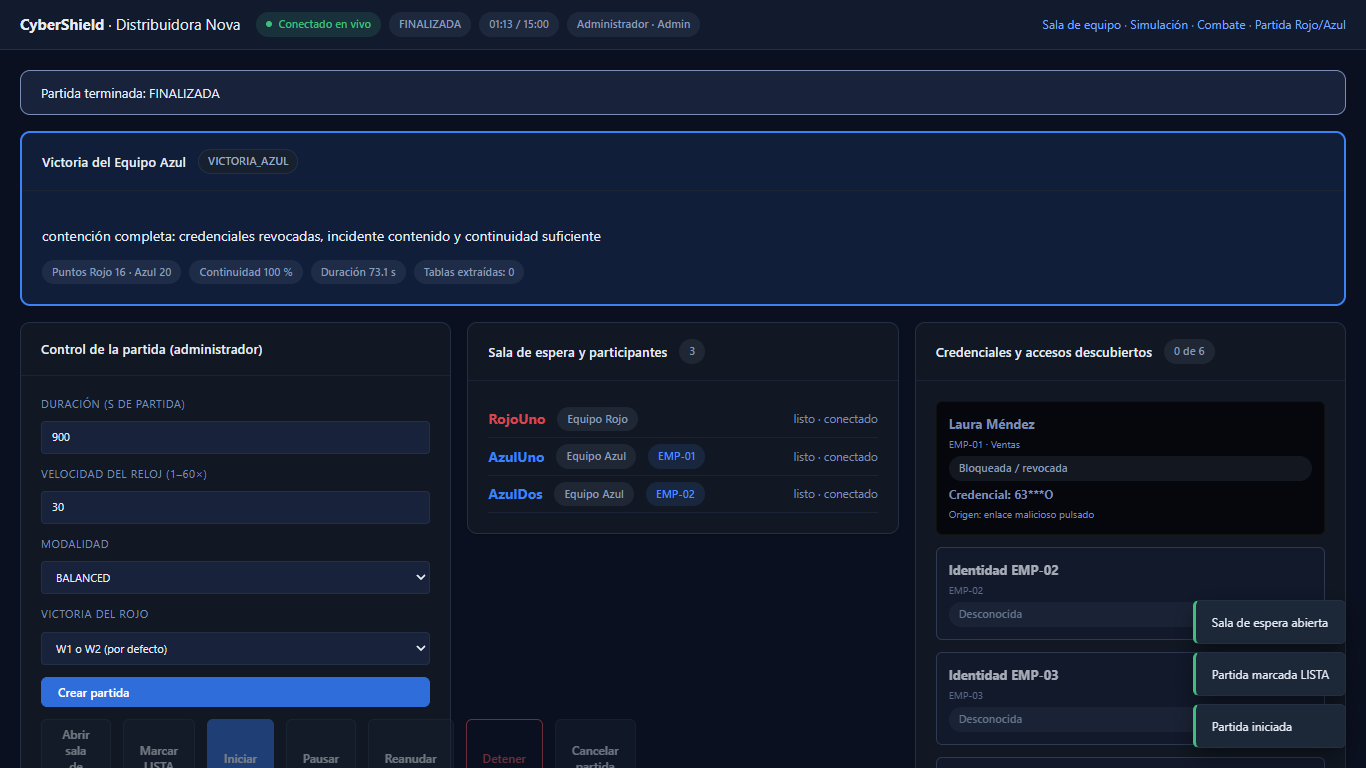 CyberShield · Distribuidora Nova
Conectado en vivo
FINALIZADA
01:13 / 15:00
Administrador · Admin
Sala de equipo · Simulación · Combate · Partida Rojo/Azul
Partida terminada: FINALIZADA
Victoria del Equipo Azul
VICTORIA_AZUL
contención completa: credenciales revocadas, incidente contenido y continuidad suficiente
Puntos Rojo 16 · Azul 20
Continuidad 100 %
Duración 73.1 s
Tablas extraídas: 0
Control de la partida (administrador)
DURACIÓN (S DE PARTIDA)
900
VELOCIDAD DEL RELOJ (1–60×)
30
MODALIDAD
BALANCED
VICTORIA DEL ROJO
W1 o W2 (por defecto)
Crear partida
Abrir
sala
de
Marcar
LISTA
Iniciar
Pausar
Reanudar
Detener
Cancelar
partida
Sala de espera y participantes
3
RojoUno
Equipo Rojo
listo · conectado
AzulUno
Equipo Azul
EMP-01
listo · conectado
AzulDos
Equipo Azul
EMP-02
listo · conectado
Credenciales y accesos descubiertos
0 de 6
Laura Méndez
EMP-01 · Ventas
Bloqueada / revocada
Credencial: 63***O
Origen: enlace malicioso pulsado
Identidad EMP-02
EMP-02
Desconocida
Identidad EMP-03
EMP-03
Desconocida
Sala de espera abierta
Partida marcada LISTA
Partida iniciada